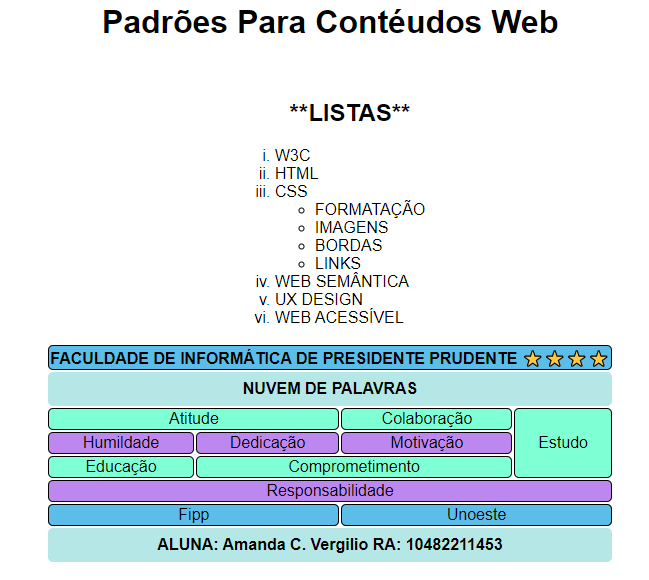 Padrões Para Contéudos Web
**LISTAS**
i. W3C
ii. HTML
iii. CSS
FORMATAÇÃO
IMAGENS
BORDAS
LINKS
iv. WEB SEMÂNTICA
v. UX DESIGN
vi. WEB ACESSÍVEL
FACULDADE DE INFORMÁTICA DE PRESIDENTE PRUDENTE
NUVEM DE PALAVRAS
Atitude Colaboração
Humildade Dedicação Motivação Estudo
Educação Comprometimento
Responsabilidade
Fipp Unoeste
ALUNA: Amanda C. Vergilio RA: 10482211453